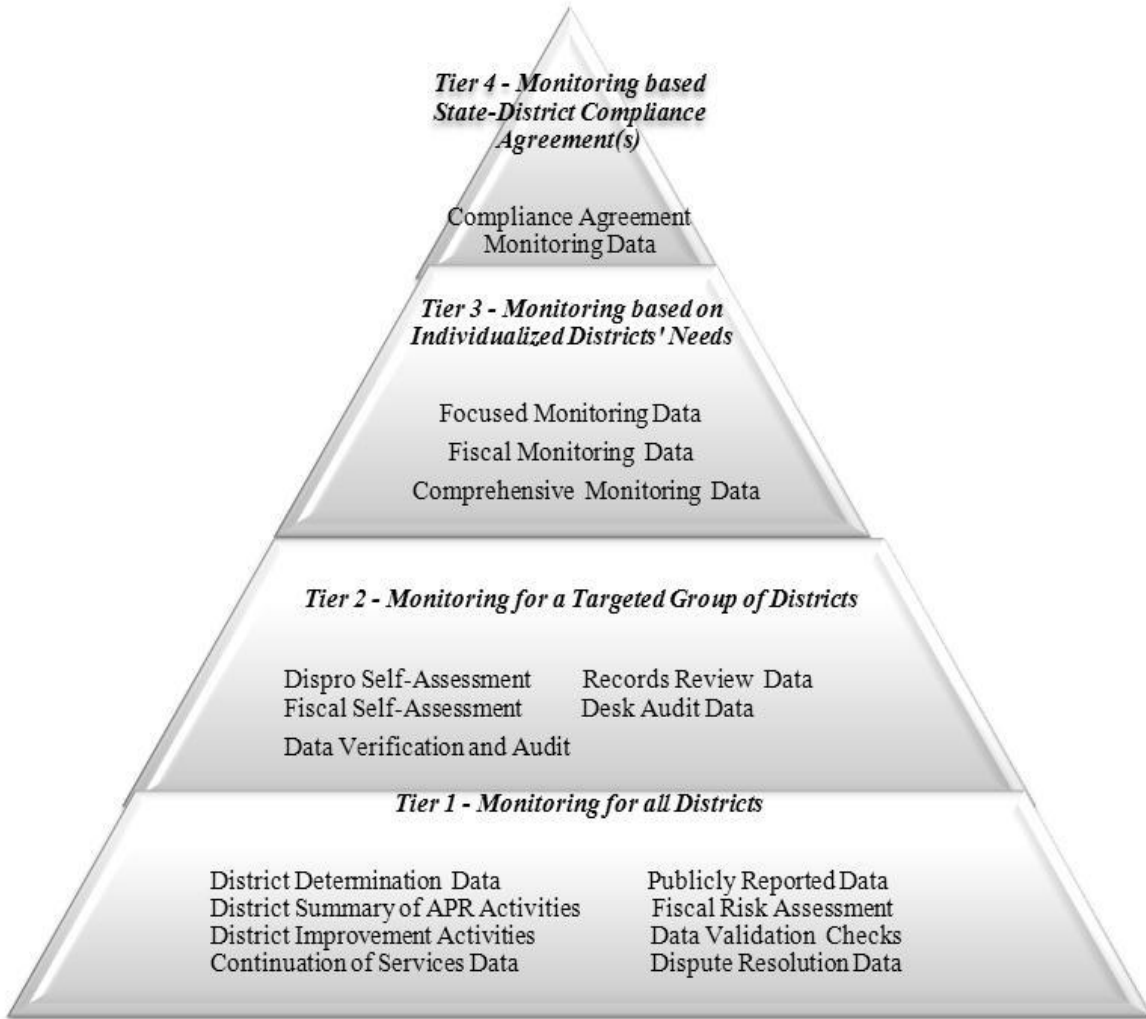 Tier 4 - Monitoring based
State-District Compliance
Agreement(s)
Compliance Agreement
Monitoring Data
Tier 3 - Monitoring based on
Individualized Districts' Needs
Focused Monitoring Data
Fiscal Monitoring Data
Comprehensive Monitoring Data
Tier 2 - Monitoring for a Targeted Group of Districts
Dispro Self-Assessment Records Review Data
Fiscal Self-Assessment Desk Audit Data
Data Verification and Audit
Tier 1 - Monitoring for all Districts
District Determination Data Publicly Reported Data
District Summary of APR Activities Fiscal Risk Assessment
District Improvement Activities Data Validation Checks
Continuation of Services Data Dispute Resolution Data